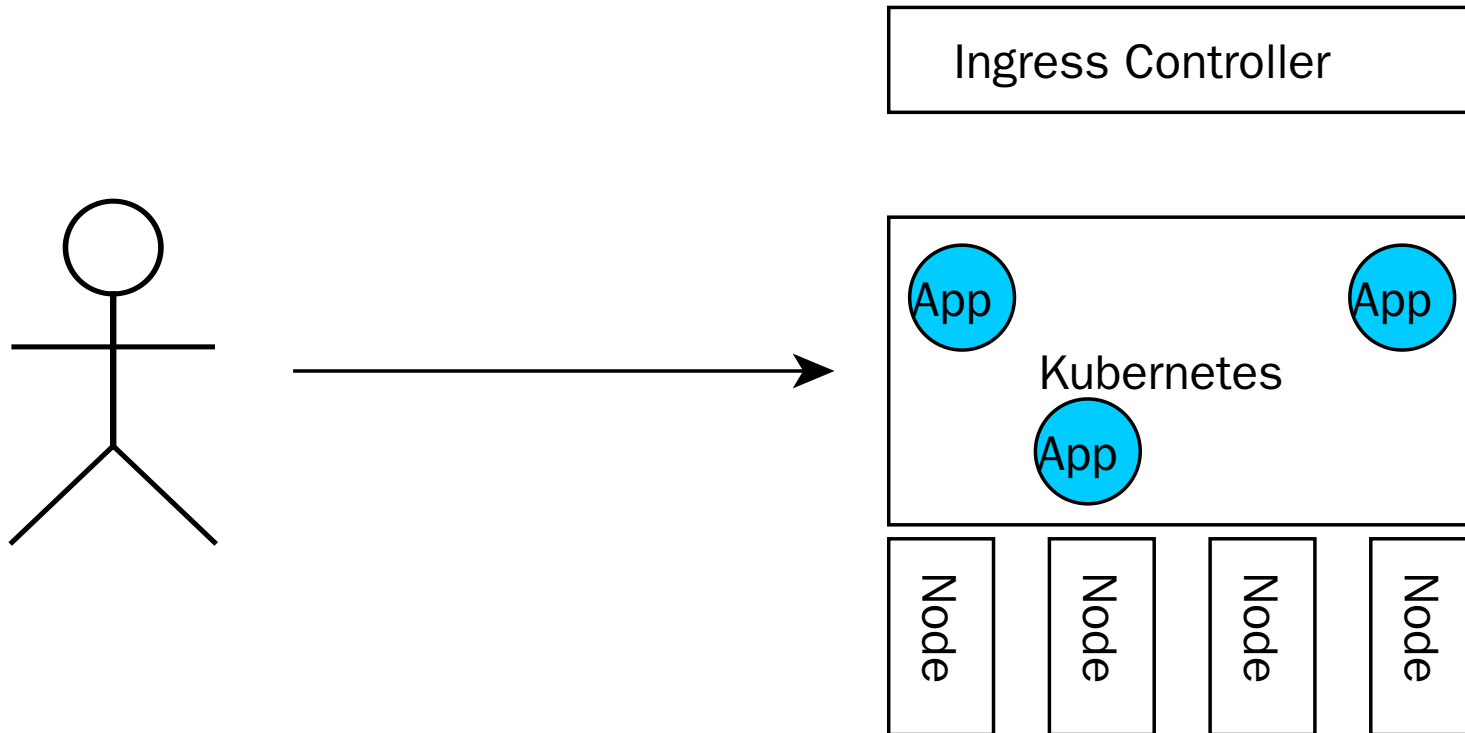 Ingress Controller
App
App
Kubernetes
App
Node
Node
Node
Node